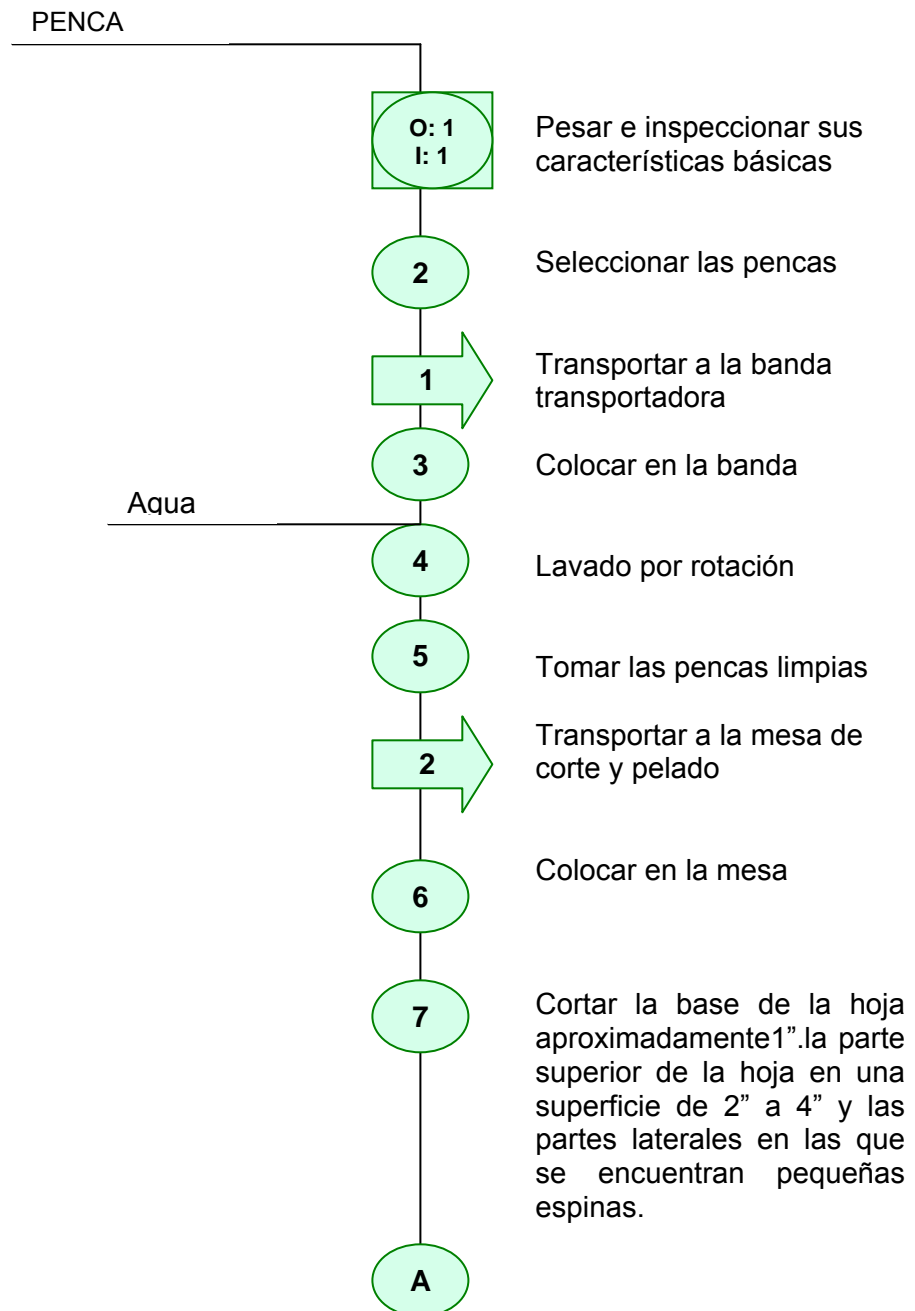 PENCA
O: 1
I: 1
Pesar e inspeccionar sus
características básicas
2
Seleccionar las pencas
1
Transportar a la banda
transportadora
3
Colocar en la banda
Agua
4
Lavado por rotación
5
Tomar las pencas limpias
2
Transportar a la mesa de
corte y pelado
6
Colocar en la mesa
7
Cortar la base de la hoja
aproximadamente1”.la parte
superior de la hoja en una
superficie de 2” a 4” y las
partes laterales en las que
se encuentran pequeñas
espinas.
A